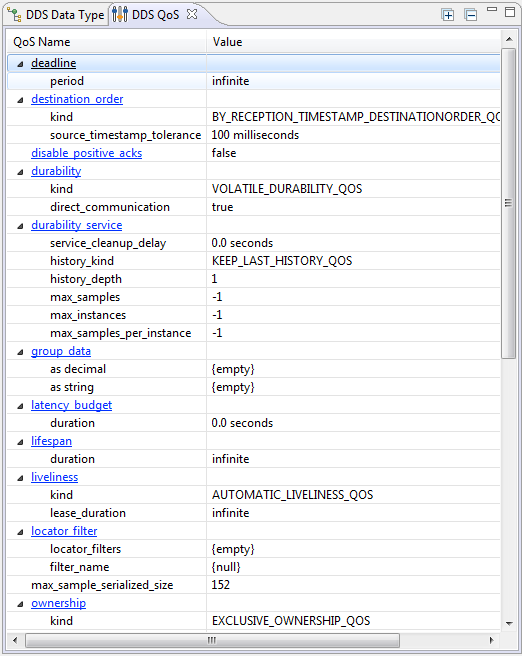 DDS Data Type DDS QoS
QoS Name Value
deadline
period infinite
destination_order
kind BY_RECEPTION_TIMESTAMP_DESTINATIONORDER_QO
source_timestamp_tolerance 100 milliseconds
disable_positive_acks false
durability
kind VOLATILE_DURABILITY_QOS
direct_communication true
durability_service
service_cleanup_delay 0.0 seconds
history_kind KEEP_LAST_HISTORY_QOS
history_depth 1
max_samples -1
max_instances -1
max_samples_per_instance -1
group_data
as decimal {empty}
as string {empty}
latency_budget
duration 0.0 seconds
lifespan
duration infinite
liveliness
kind AUTOMATIC_LIVELINESS_QOS
lease_duration infinite
locator_filter
locator_filters {empty}
filter_name {null}
max_sample_serialized_size 152
ownership
kind EXCLUSIVE_OWNERSHIP_QOS